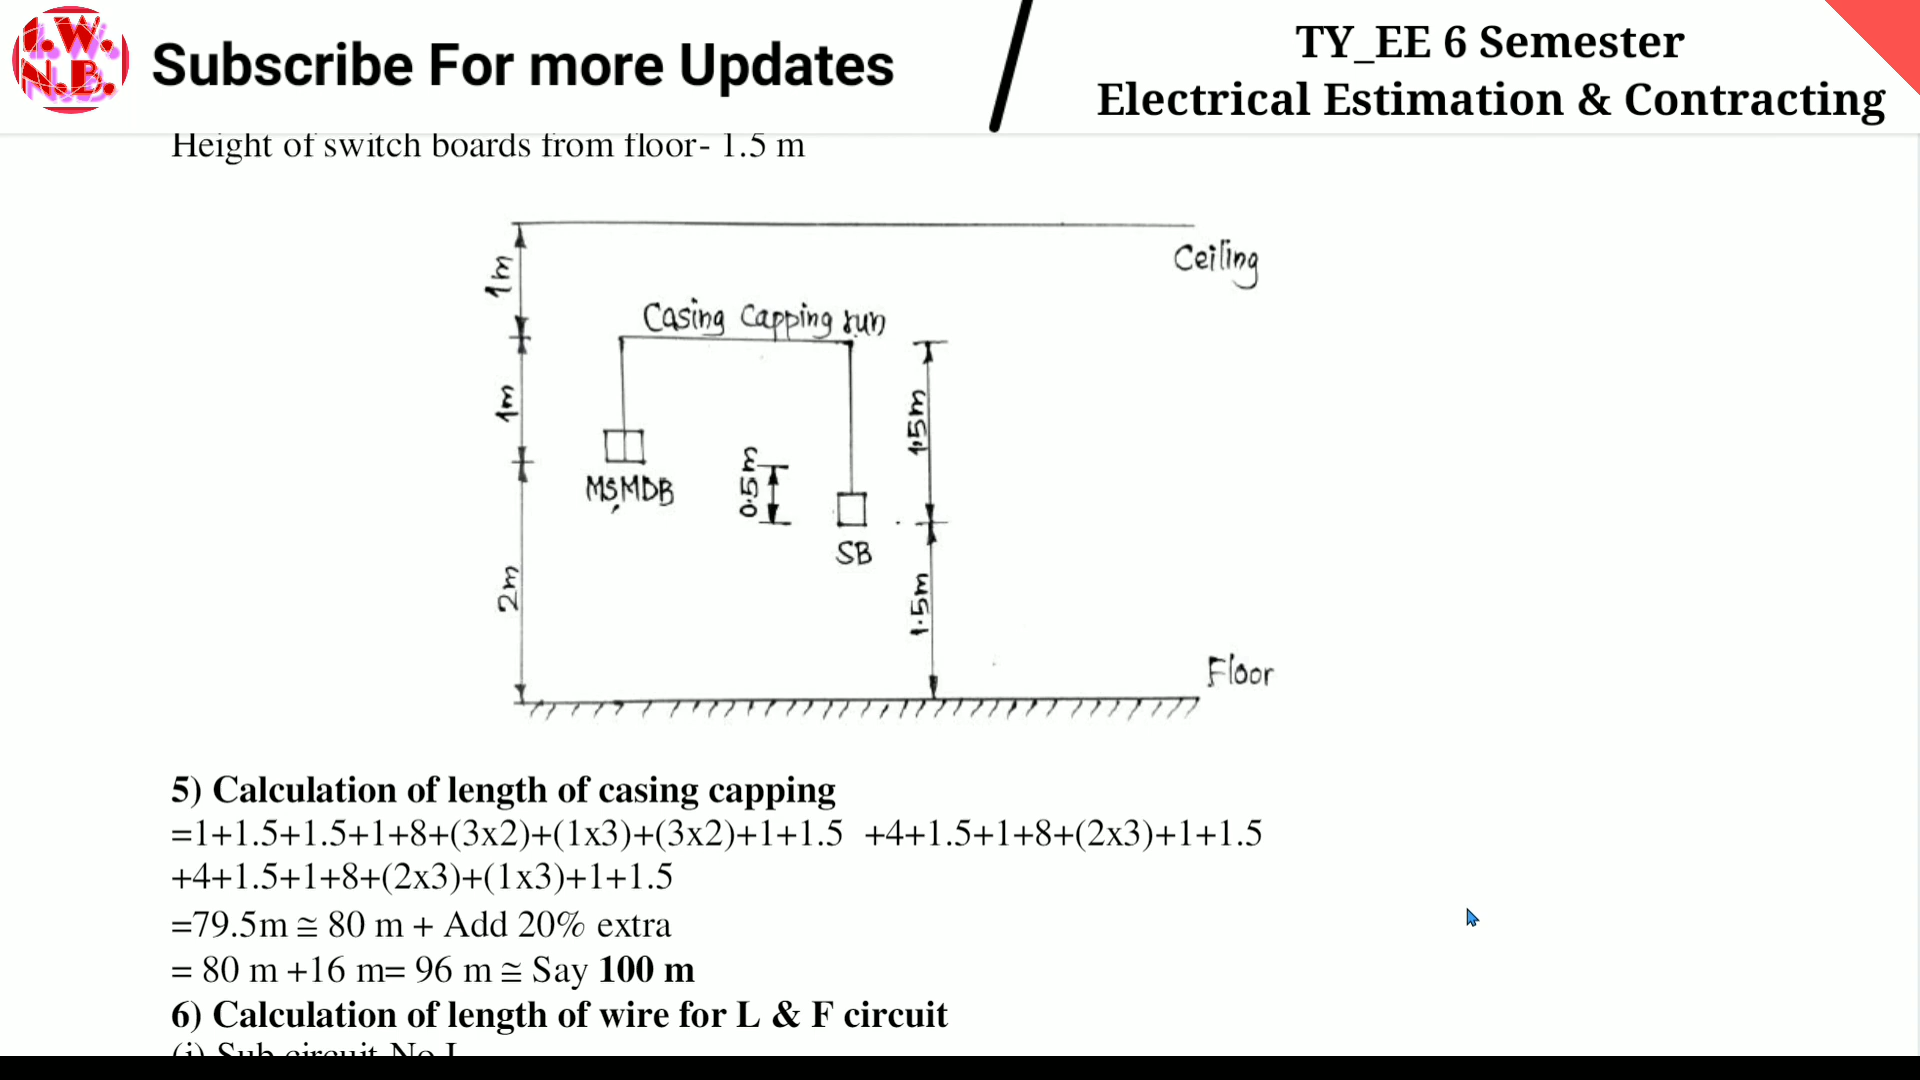 I.W.
N.B.
Subscribe For more Updates
TY_EE 6 Semester
Electrical Estimation & Contracting
Height of switch boards from floor- 1.5 m
Ceiling
1m
Casing Capping run
1m
1.5m
MSMDB
0.5m
SB
2m
1.5m
Floor
5) Calculation of length of casing capping
=1+1.5+1.5+1+8+(3x2)+(1x3)+(3x2)+1+1.5 +4+1.5+1+8+(2x3)+1+1.5
+4+1.5+1+8+(2x3)+(1x3)+1+1.5
=79.5m ≅ 80 m + Add 20% extra
= 80 m +16 m= 96 m ≅ Say 100 m
6) Calculation of length of wire for L & F circuit
(i) Sub circuit No I